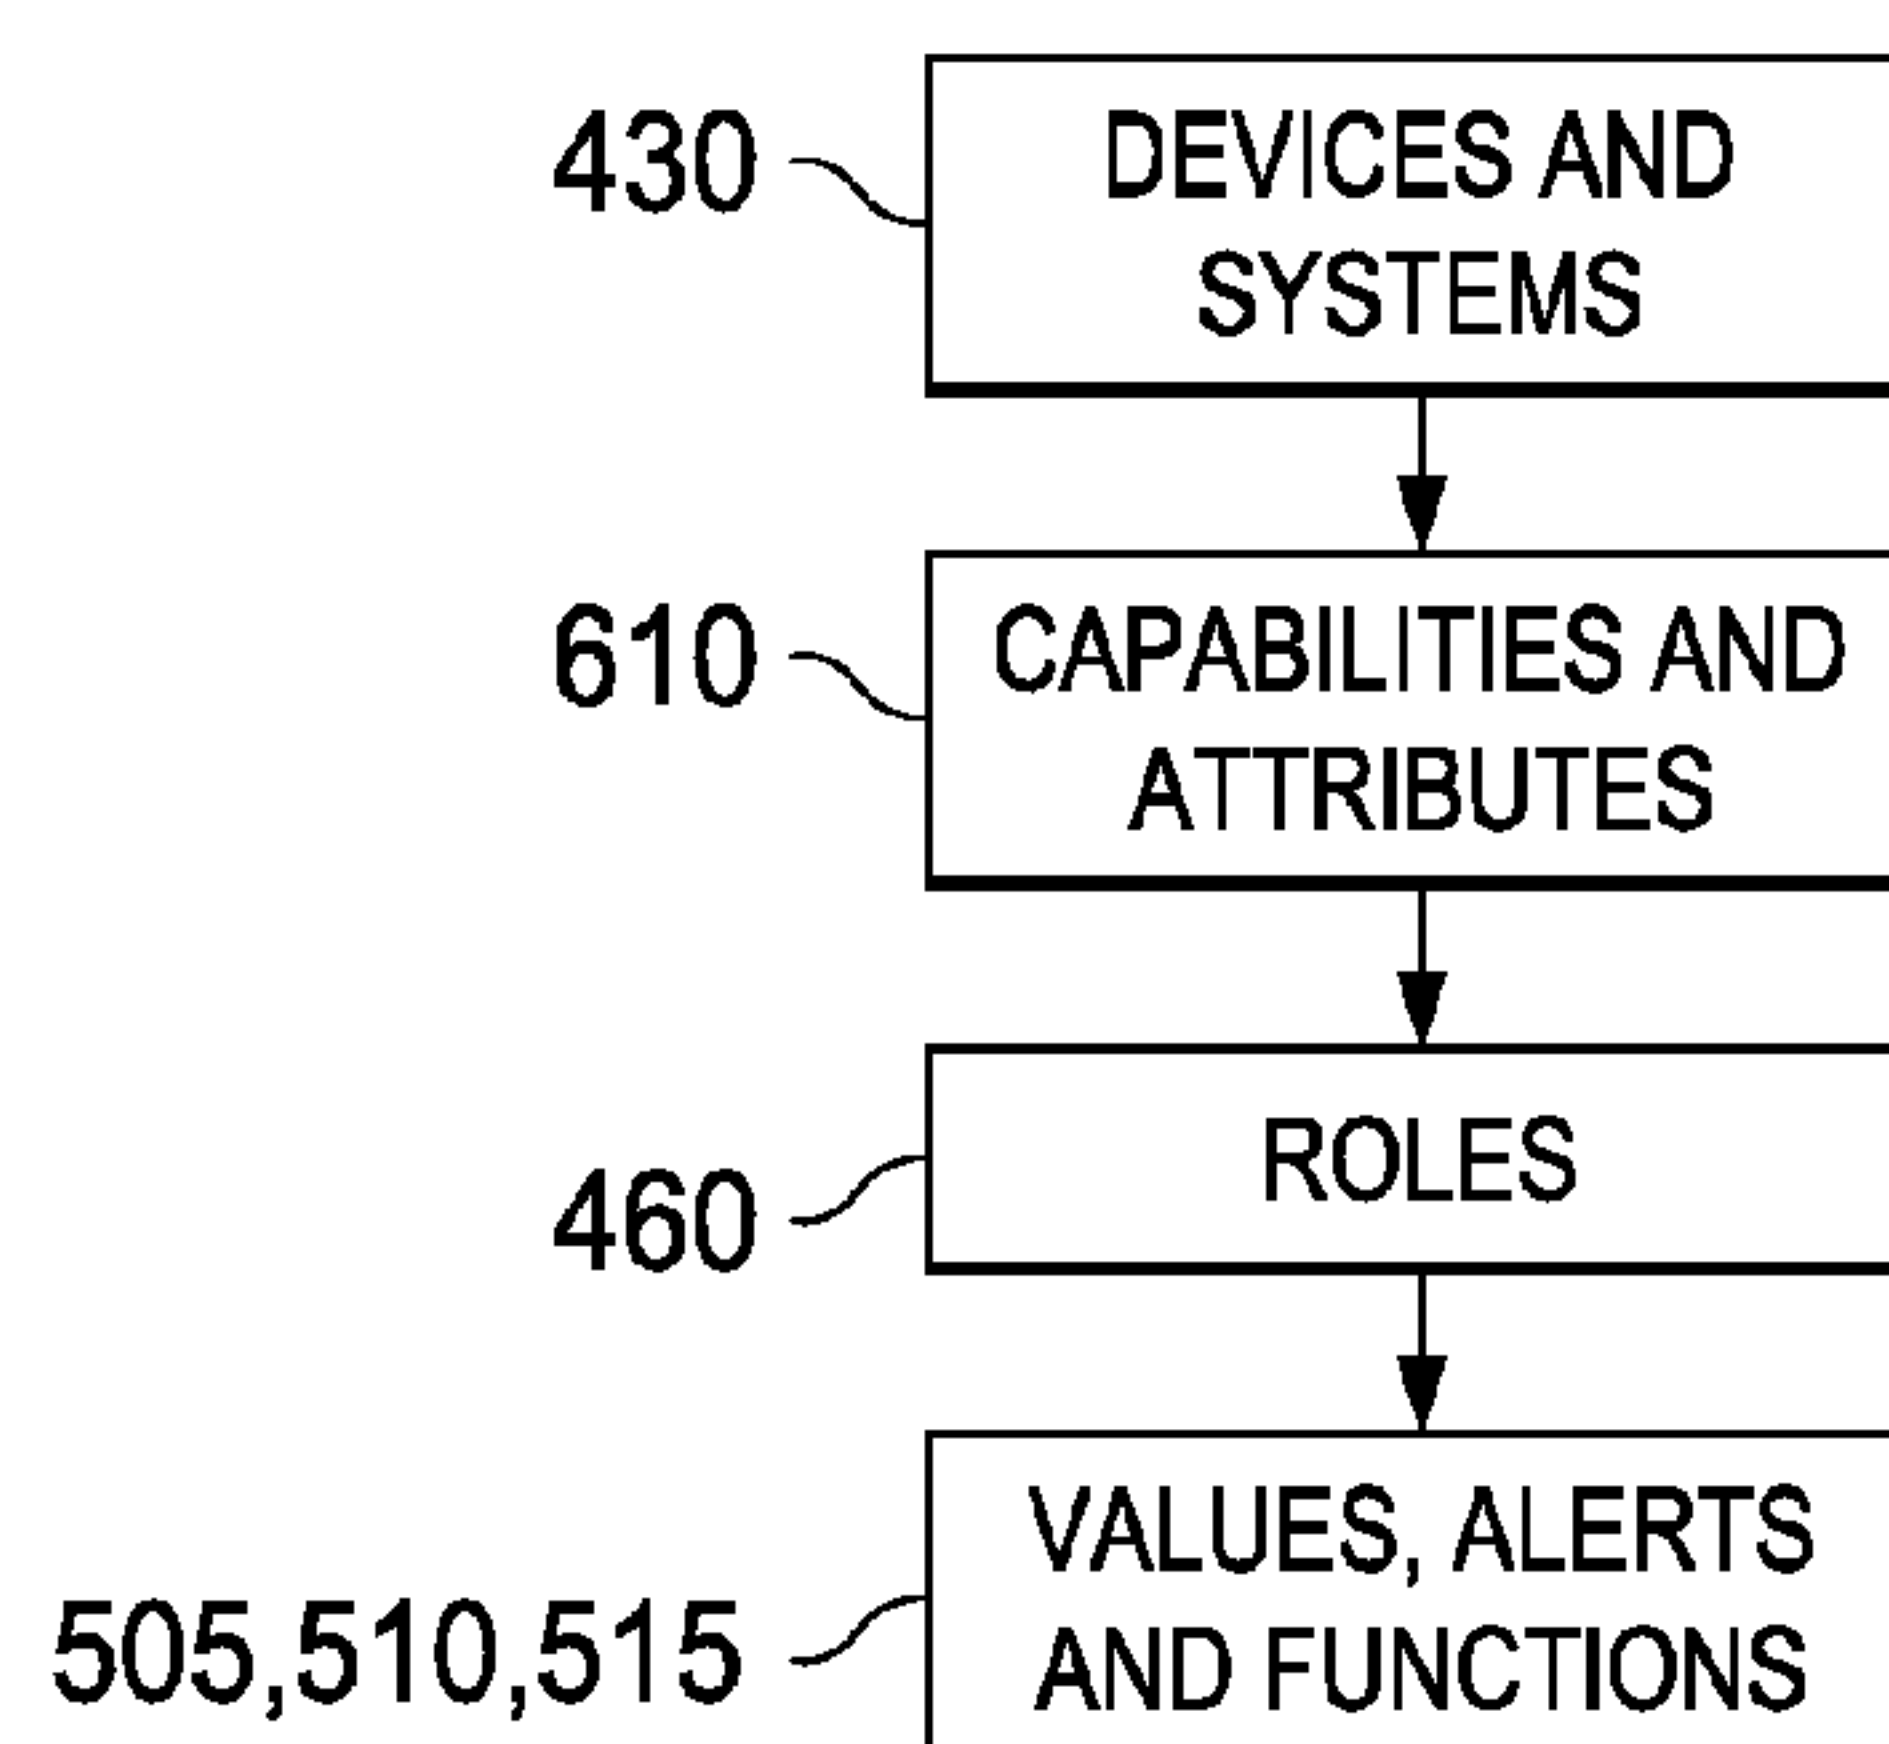 430
DEVICES AND
SYSTEMS
610
CAPABILITIES AND
ATTRIBUTES
ROLES
460
VALUES, ALERTS
505,510,515
AND FUNCTIONS